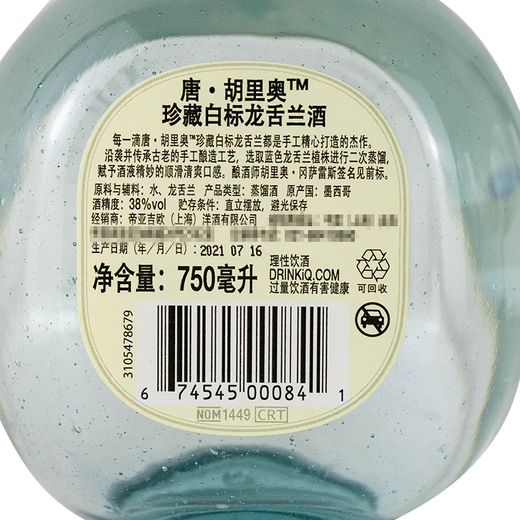 唐·胡里奥™
珍藏白标龙舌兰酒
每一滴唐·胡里奥™珍藏白标龙舌兰都是手工精心打造的杰作。
沿袭并传承古老的手工酿造工艺，选取蓝色龙舌兰植株进行二次蒸馏，
赋予酒液精妙的顺滑清爽口感。酿酒师胡里奥·冈萨雷斯签名见前标。
原料与辅料：水、龙舌兰 产品类型：蒸馏酒 原产国：墨西哥
酒精度：38%vol 贮存条件：直立摆放，避光保存
经销商：帝亚吉欧（上海）洋酒有限公司
生产日期（年／月／日）：2021 07 16
净含量：750毫升
理性饮酒
DRINKiQ.COM
过量饮酒有害健康
可回收
3105478679
6 74545 00084 1
NOM1449 CRT